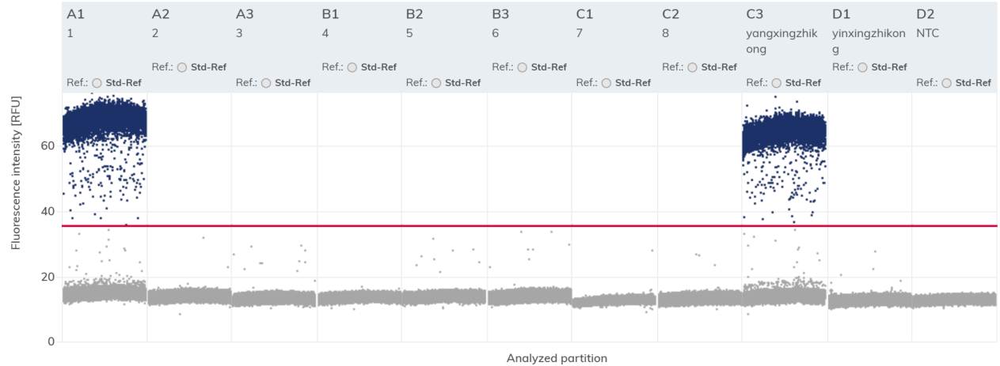 A1 A2 A3 B1 B2 B3 C1 C2 C3 D1 D2
1 2 3 4 5 6 7 8 yangxingzhik yinxingzhikon NTC
ong g
Ref.: Std-Ref Ref.: Std-Ref Ref.: Std-Ref Ref.: Std-Ref Ref.: Std-Ref
Ref.: Std-Ref Ref.: Std-Ref Ref.: Std-Ref Ref.: Std-Ref Ref.: Std-Ref Ref.: Std-Ref
Fluorescence intensity [RFU]
60
40
20
0
Analyzed partition